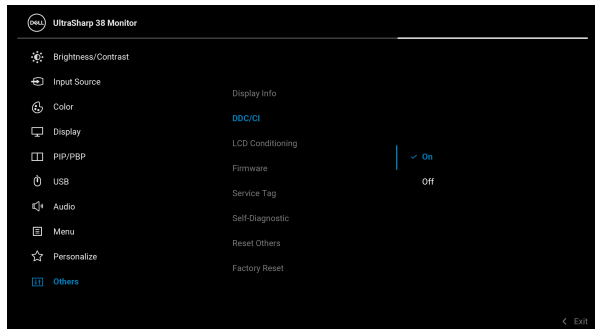 DELL UltraSharp 38 Monitor
Brightness/Contrast
Input Source
Color
Display
PIP/PBP
USB
Audio
Menu
Personalize
Others
Display Info
DDC/CI
LCD Conditioning
Firmware
Service Tag
Self-Diagnostic
Reset Others
Factory Reset
On
Off
Exit